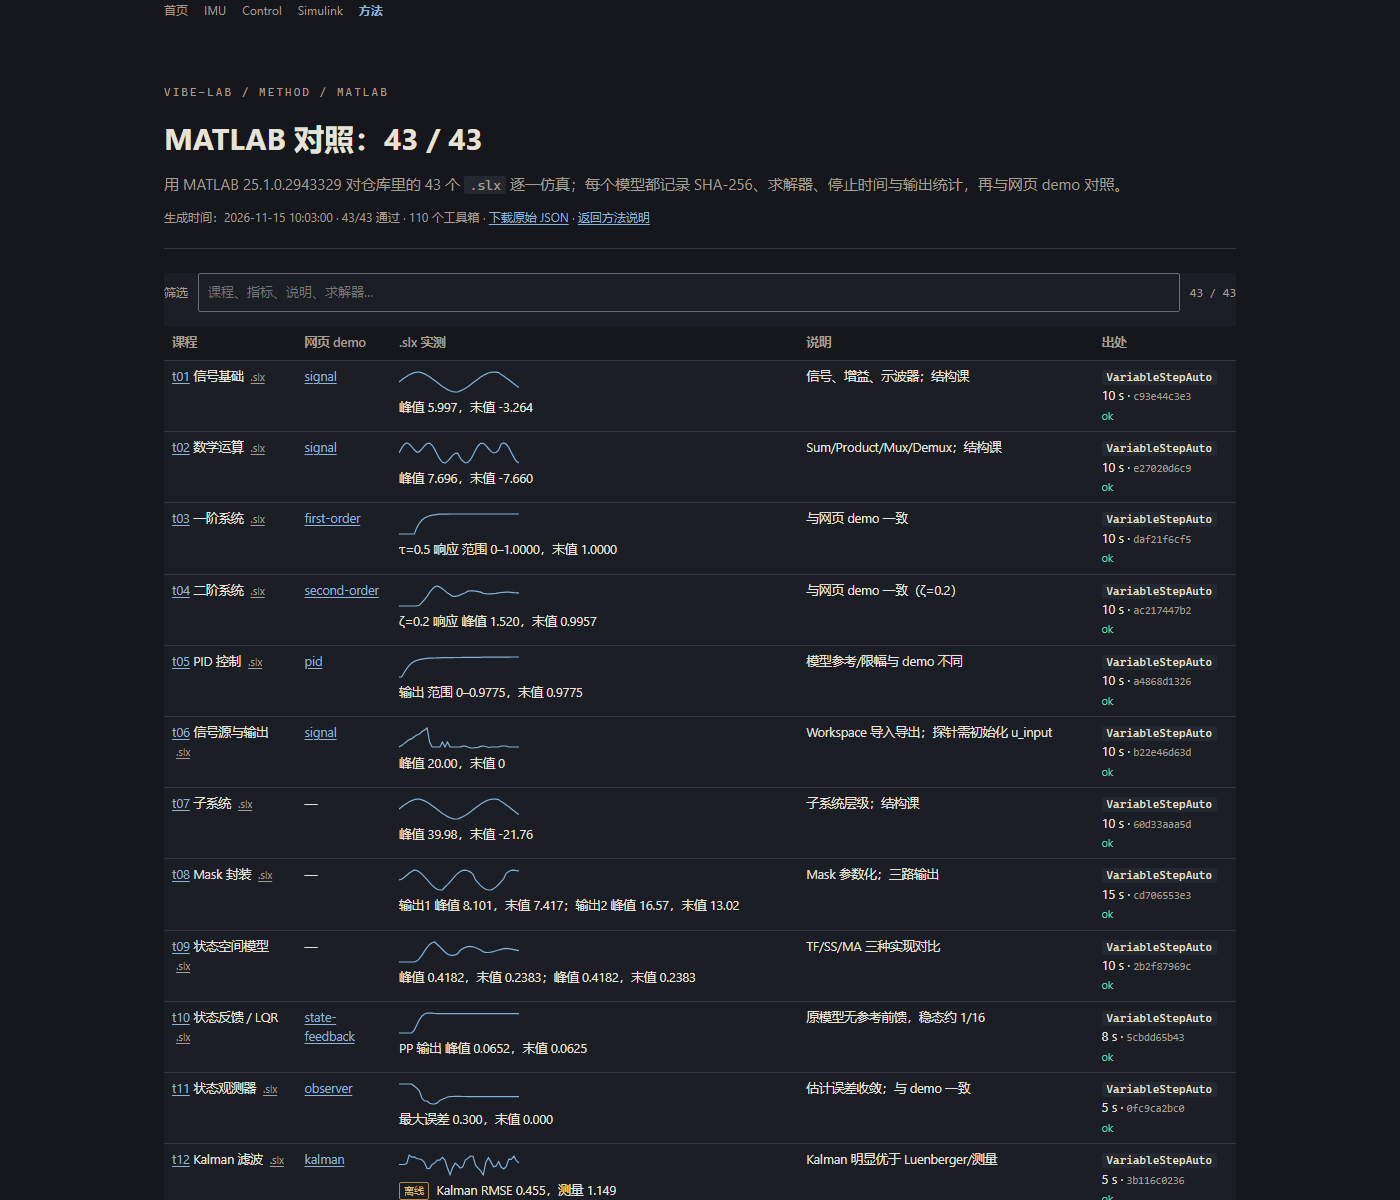 首页 IMU Control Simulink 方法
VIBE-LAB / METHOD / MATLAB
MATLAB 对照：43 / 43
用 MATLAB 25.1.0.2943329 对仓库里的 43 个 .slx 逐一仿真；每个模型都记录 SHA-256、求解器、停止时间与输出统计，再与网页 demo 对照。
生成时间：2026-11-15 10:03:00 · 43/43 通过 · 110 个工具箱 · 下载原始 JSON · 返回方法说明
筛选 课程、指标、说明、求解器... 43 / 43
课程 网页 demo .slx 实测 说明 出处
t01 信号基础 .slx signal 信号、增益、示波器；结构课 VariableStepAuto
10 s · c93e44c3e3
峰值 5.997，末值 -3.264
ok
t02 数学运算 .slx signal Sum/Product/Mux/Demux；结构课 VariableStepAuto
10 s · e27020d6c9
峰值 7.696，末值 -7.660
ok
t03 一阶系统 .slx first-order 与网页 demo 一致 VariableStepAuto
10 s · daf21f6cf5
τ=0.5 响应 范围 0–1.0000，末值 1.0000
ok
t04 二阶系统 .slx second-order 与网页 demo 一致（ζ=0.2） VariableStepAuto
10 s · ac217447b2
ζ=0.2 响应 峰值 1.520，末值 0.9957
ok
t05 PID 控制 .slx pid 模型参考/限幅与 demo 不同 VariableStepAuto
10 s · a4868d1326
输出 范围 0–0.9775，末值 0.9775
ok
t06 信号源与输出 signal Workspace 导入导出；探针需初始化 u_input VariableStepAuto
.slx 10 s · b22e46d63d
峰值 20.00，末值 0
ok
t07 子系统 .slx — 子系统层级；结构课 VariableStepAuto
10 s · 60d33aaa5d
峰值 39.98，末值 -21.76
ok
t08 Mask 封装 .slx — Mask 参数化；三路输出 VariableStepAuto
15 s · cd706553e3
输出1 峰值 8.101，末值 7.417；输出2 峰值 16.57，末值 13.02
ok
t09 状态空间模型 — TF/SS/MA 三种实现对比 VariableStepAuto
.slx 10 s · 2b2f87969c
峰值 0.4182，末值 0.2383；峰值 0.4182，末值 0.2383
ok
t10 状态反馈 / LQR state- 原模型无参考前馈，稳态约 1/16 VariableStepAuto
.slx feedback 8 s · 5cbdd65b43
PP 输出 峰值 0.0652，末值 0.0625
ok
t11 状态观测器 .slx observer 估计误差收敛；与 demo 一致 VariableStepAuto
5 s · 0fc9ca2bc0
最大误差 0.300，末值 0.000
ok
t12 Kalman 滤波 .slx kalman Kalman 明显优于 Luenberger/测量 VariableStepAuto
5 s · 3b116c0236
离线 Kalman RMSE 0.455，测量 1.149
ok